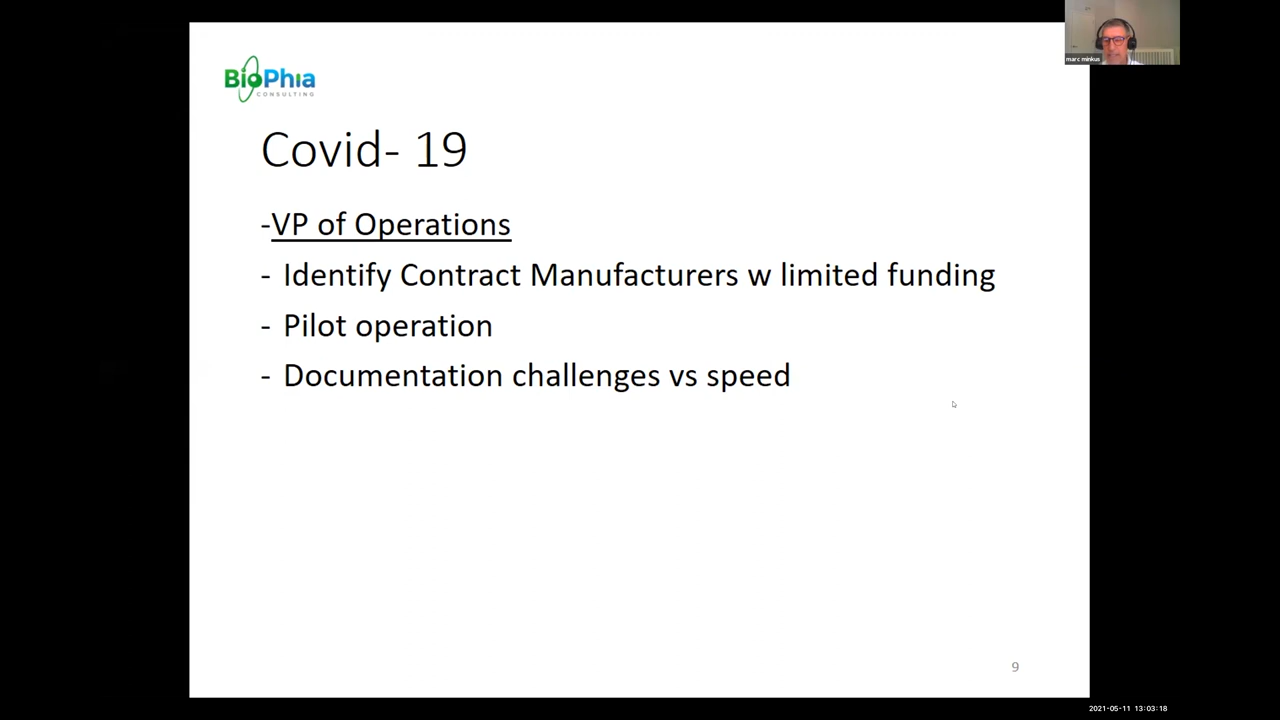 BioPhia
CONSULTING
marc minkus
Covid- 19
-VP of Operations
- Identify Contract Manufacturers w limited funding
- Pilot operation
- Documentation challenges vs speed
9
2021-05-11 13:03:18